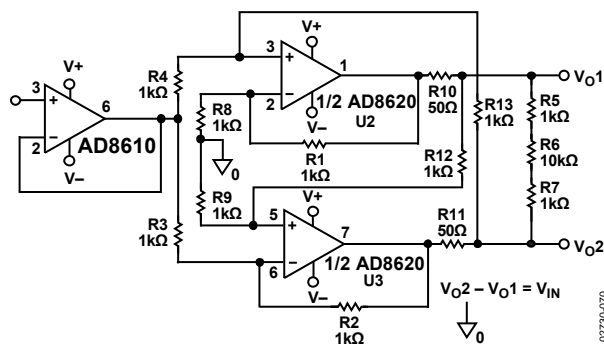 3
V+
6
2
V–
AD8610
R4
1kΩ
R3
1kΩ
R8
1kΩ
0
R9
1kΩ
3
V+
1
2
1/2 AD8620
V–
U2
R1
1kΩ
R10
50Ω
R12
1kΩ
R13
1kΩ
VO1
R5
1kΩ
R6
10kΩ
R7
1kΩ
5
V+
7
6
1/2 AD8620
V–
U3
R2
1kΩ
R11
50Ω
VO2
VO2 – VO1 = VIN
0
02730-070